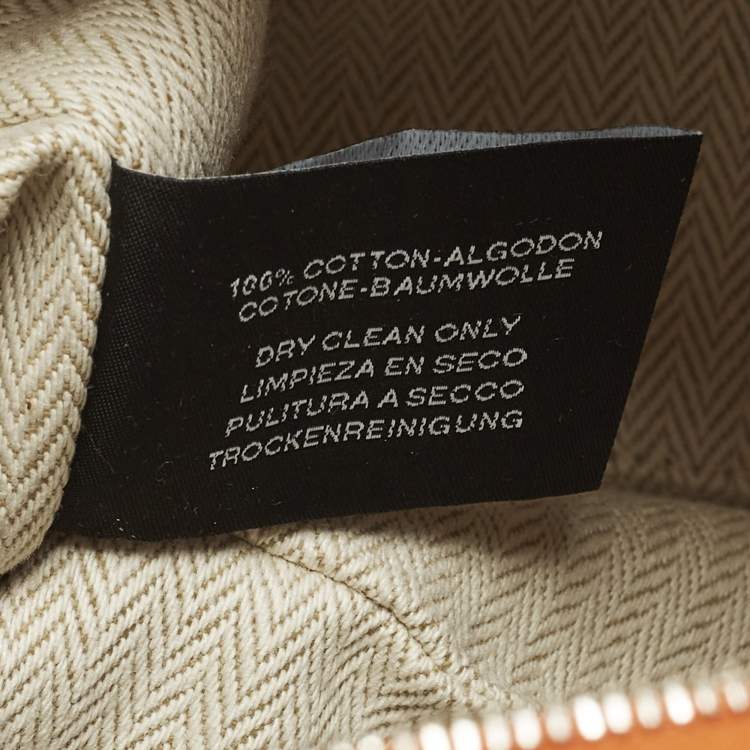 100% COTTON-ALGODON
COTONE-BAUMWOLLE
DRY CLEAN ONLY
LIMPIEZA EN SECO
PULITURA A SECCO
TROCKENREINIGUNG